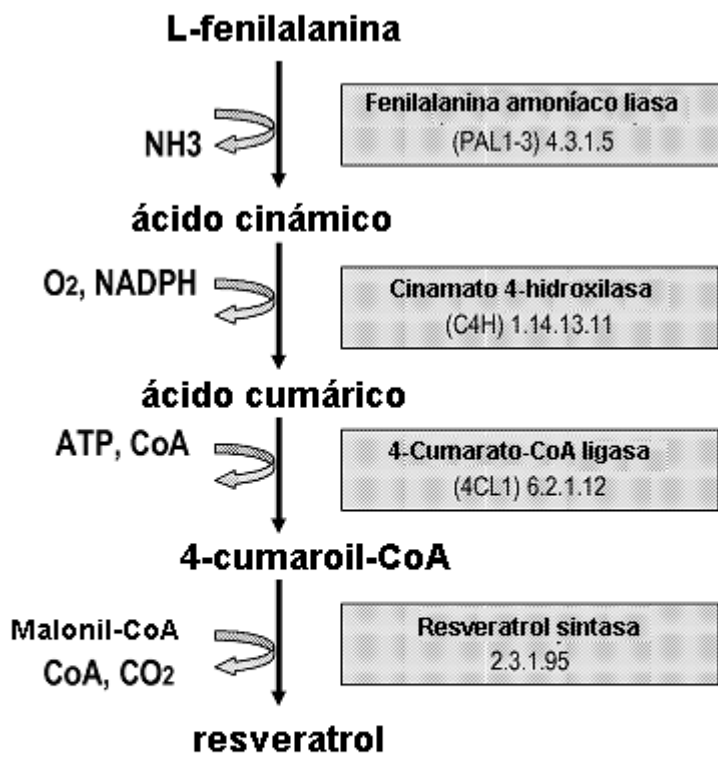 L-fenilalanina
Fenilalanina amoníaco liasa
(PAL1-3) 4.3.1.5
NH3
ácido cinámico
O2, NADPH
Cinamato 4-hidroxilasa
(C4H) 1.14.13.11
ácido cumárico
ATP, CoA
4-Cumarato-CoA ligasa
(4CL1) 6.2.1.12
4-cumaroil-CoA
Malonil-CoA
CoA, CO2
Resveratrol sintasa
2.3.1.95
resveratrol